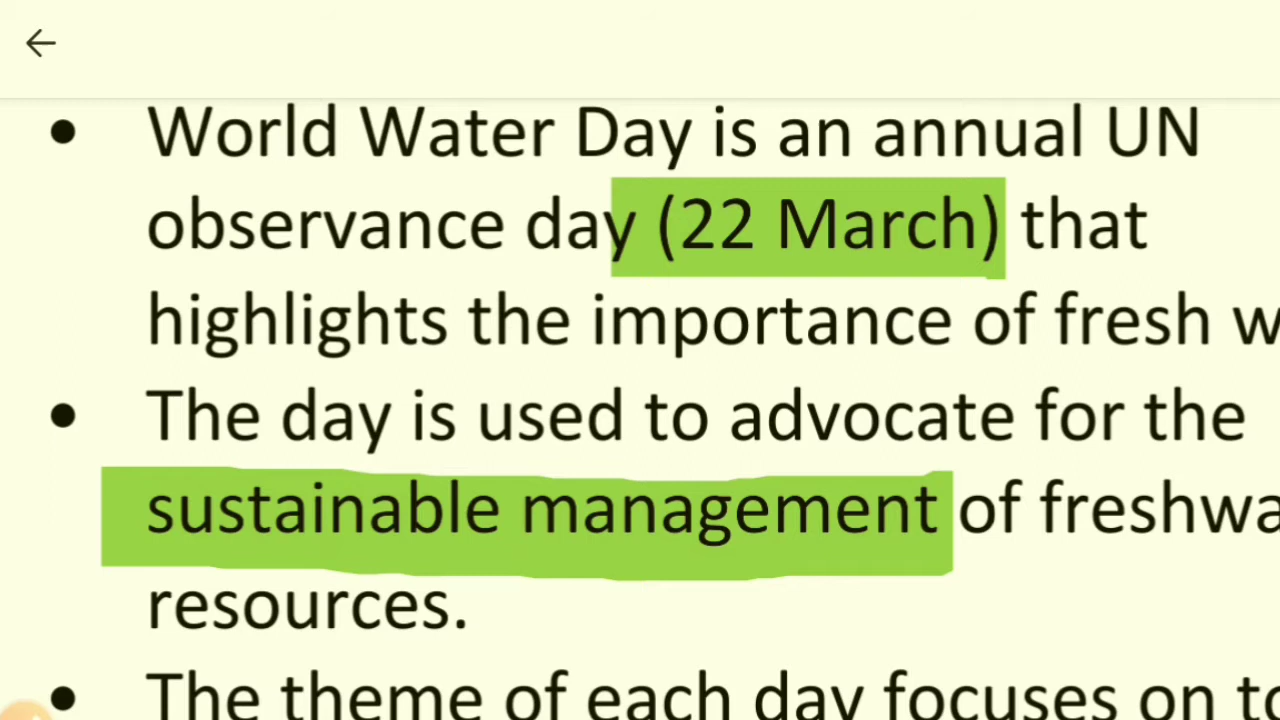 • World Water Day is an annual UN
observance day (22 March) that
highlights the importance of fresh
• The day is used to advocate for the
sustainable management of
resources.
• The theme of each day focuses on